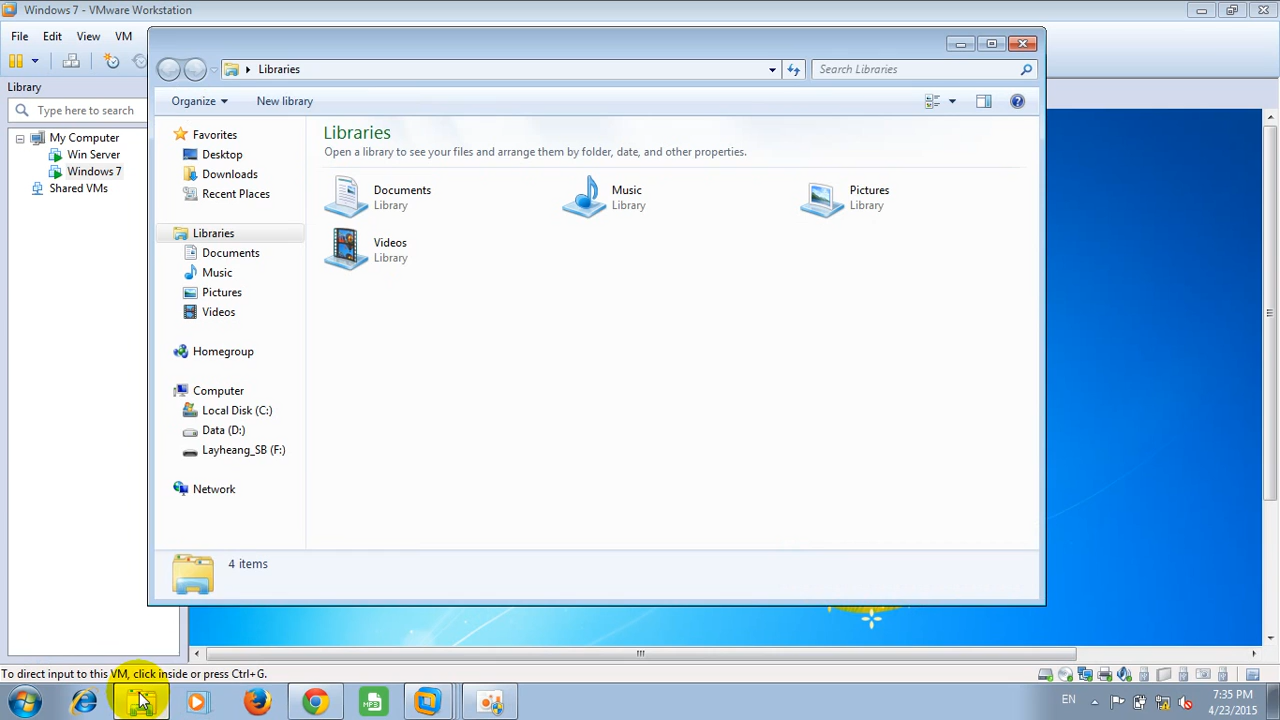 Windows 7 - VMware Workstation
File Edit View VM
Library
Type here to search
My Computer
Win Server
Windows 7
Shared VMs
Libraries
Search Libraries
Organize New library
Favorites
Desktop
Downloads
Recent Places
Libraries
Documents
Music
Pictures
Videos
Homegroup
Computer
Local Disk (C:)
Data (D:)
Layheang_SB (F:)
Network
Libraries
Open a library to see your files and arrange them by folder, date, and other properties.
Documents
Library
Music
Library
Pictures
Library
Videos
Library
4 items
To direct input to this VM, click inside or press Ctrl+G.
EN
7:35 PM
4/23/2015